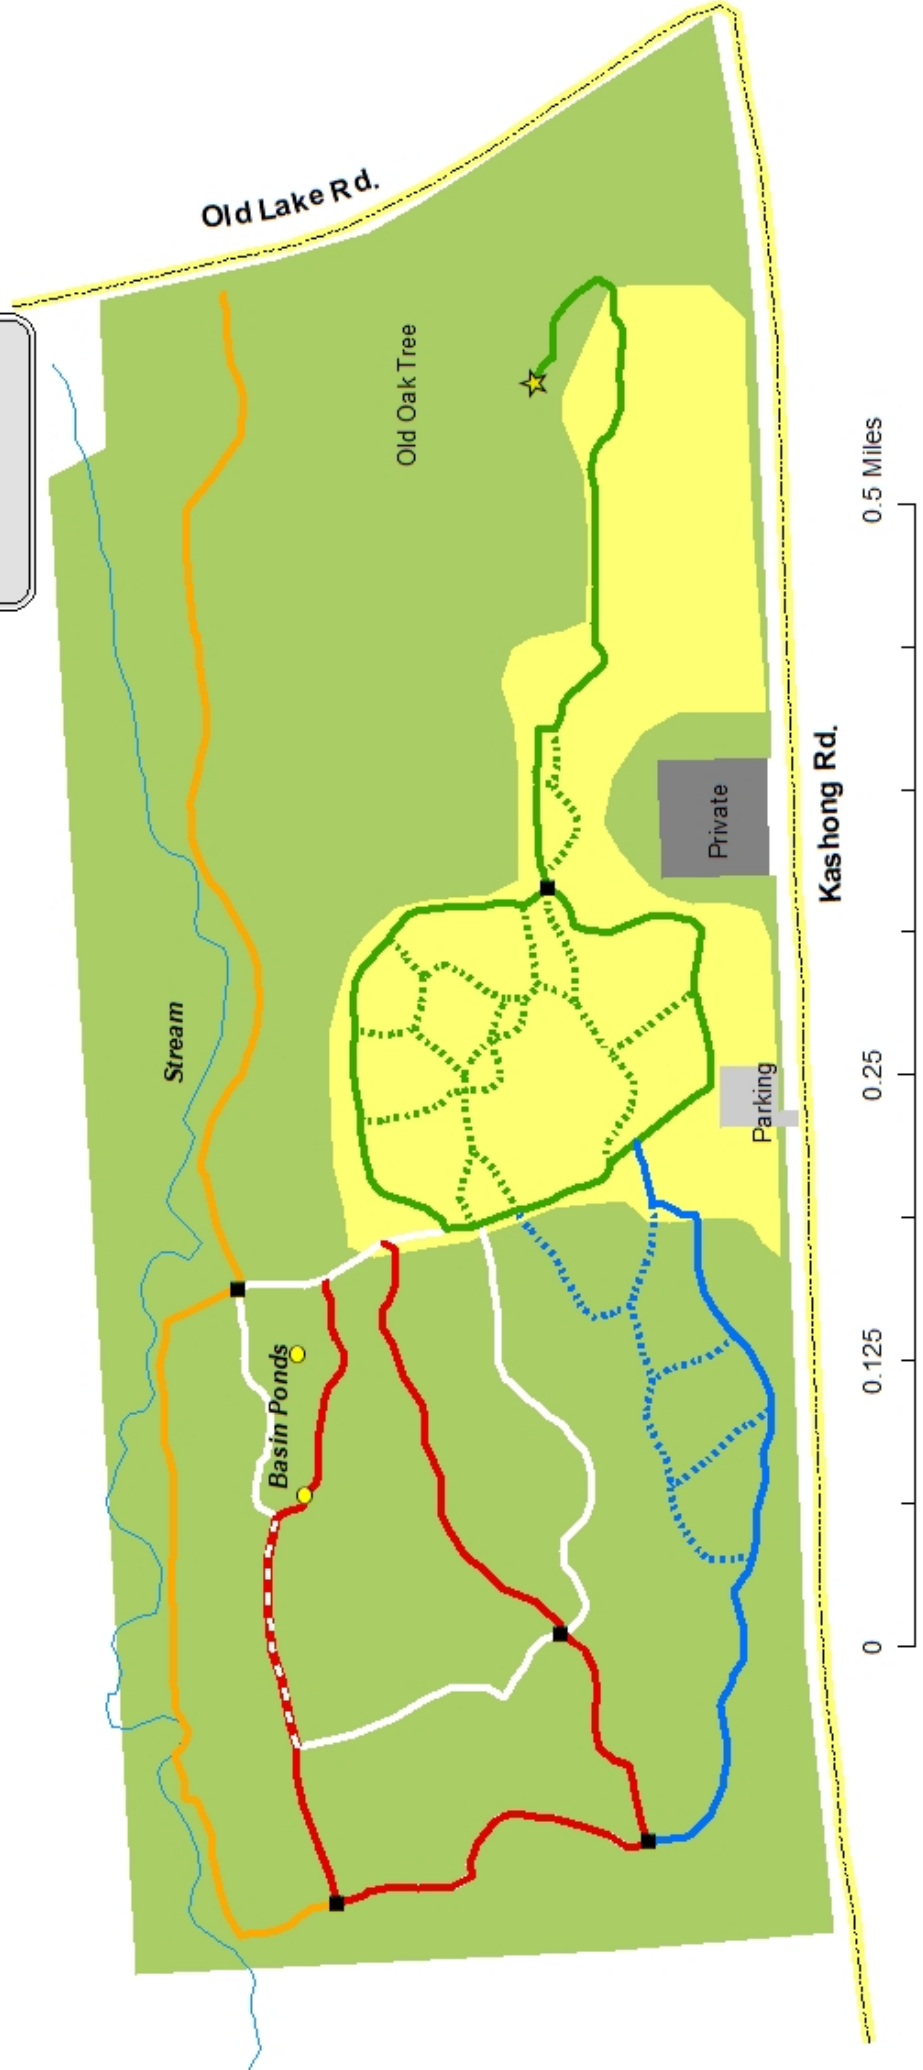 Old Lake Rd.
Old Oak Tree
Stream
Basin Ponds
Private
Parking
Kashong Rd.
0 0.125 0.25 0.5 Miles